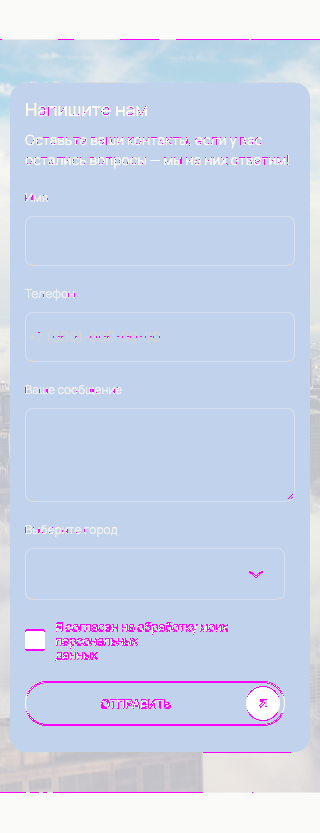 Напишите нам
Оставьте ваши контакты, если у вас
остались вопросы — мы на них ответим!
Имя
Телефон
Ваше сообщение
Выберите город
Я согласен на обработку моих
персональных
данных
ОТПРАВИТЬ